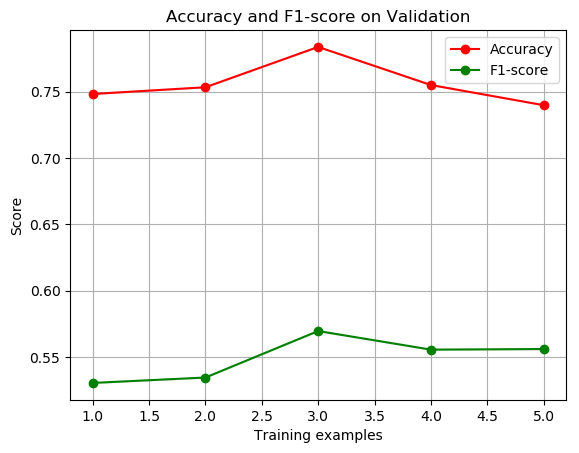 Accuracy and F1-score on Validation
Accuracy
F1-score
Score
0.75
0.70
0.65
0.60
0.55
1.0 1.5 2.0 2.5 3.0 3.5 4.0 4.5 5.0
Training examples